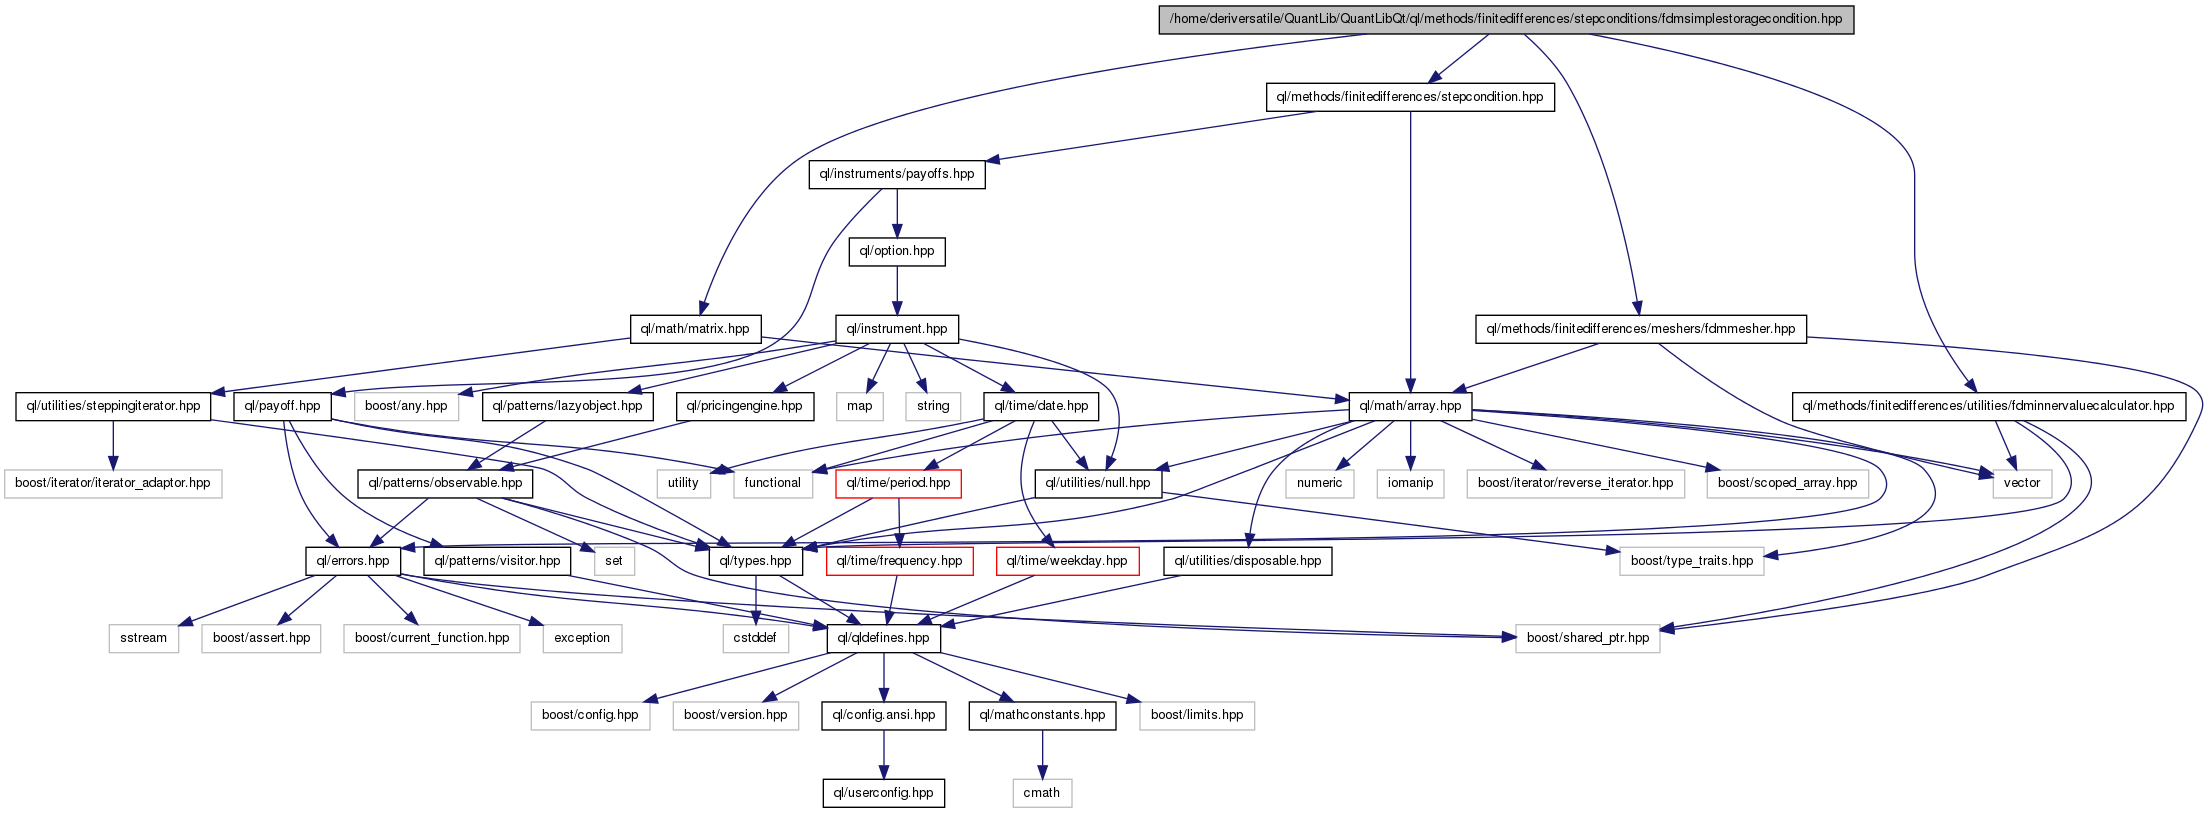 /home/deriversatile/QuantLib/QuantLibQt/ql/methods/finitedifferences/stepconditions/fdmsimplestoragecondition.hpp
ql/methods/finitedifferences/stepcondition.hpp
ql/instruments/payoffs.hpp
ql/option.hpp
ql/math/matrix.hpp
ql/instrument.hpp
ql/methods/finitedifferences/meshers/fdmmesher.hpp
ql/utilities/steppingiterator.hpp
ql/payoff.hpp
boost/any.hpp
ql/patterns/lazyobject.hpp
ql/pricingengine.hpp
map
string
ql/time/date.hpp
ql/math/array.hpp
ql/methods/finitedifferences/utilities/fdminnervaluecalculator.hpp
boost/iterator/iterator_adaptor.hpp
ql/patterns/observable.hpp
utility
functional
ql/time/period.hpp
ql/utilities/null.hpp
numeric
iomanip
boost/iterator/reverse_iterator.hpp
boost/scoped_array.hpp
vector
ql/errors.hpp
ql/patterns/visitor.hpp
set
ql/types.hpp
ql/time/frequency.hpp
ql/time/weekday.hpp
ql/utilities/disposable.hpp
boost/type_traits.hpp
sstream
boost/assert.hpp
boost/current_function.hpp
exception
cstddef
ql/qldefines.hpp
boost/shared_ptr.hpp
boost/config.hpp
boost/version.hpp
ql/config.ansi.hpp
ql/mathconstants.hpp
boost/limits.hpp
ql/userconfig.hpp
cmath